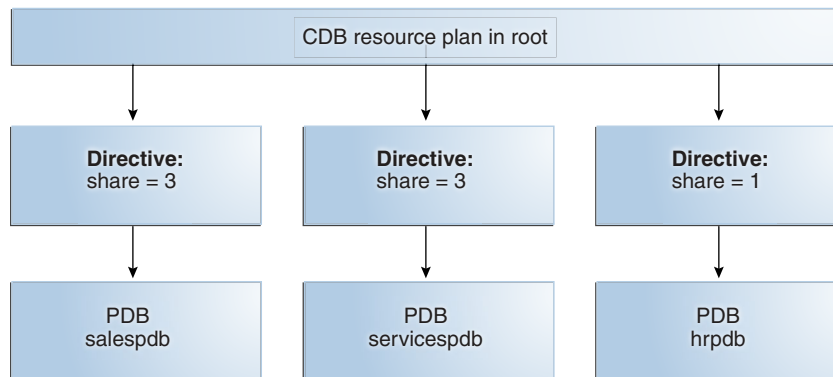 CDB resource plan in root
Directive:
share = 3
Directive:
share = 3
Directive:
share = 1
PDB
salespdb
PDB
servicespdb
PDB
hrpdb